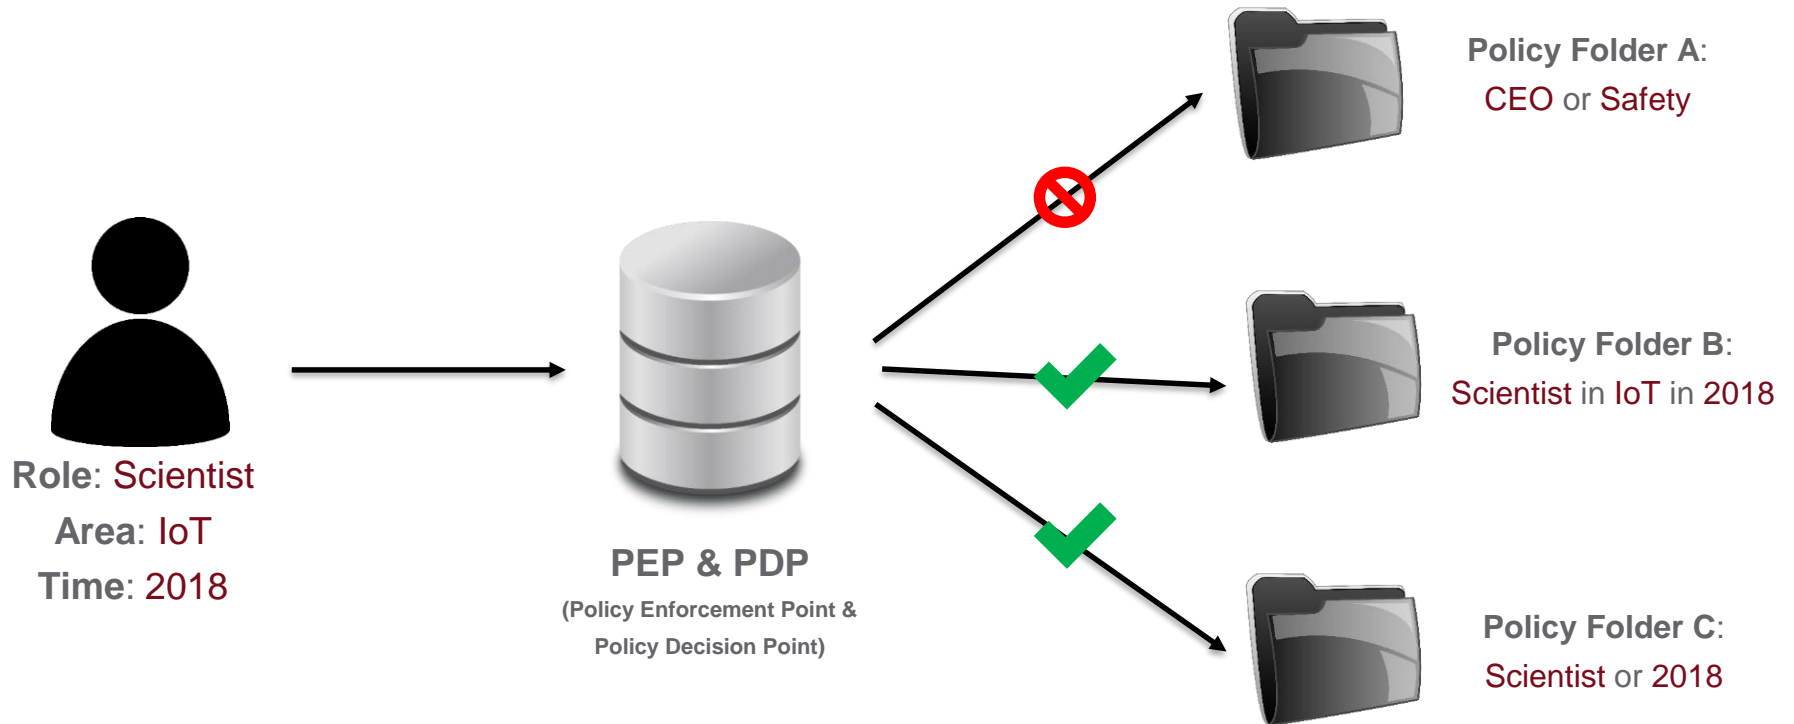 Policy Folder A:
CEO or Safety
Policy Folder B:
Scientist in IoT in 2018
Role: Scientist
Area: IoT
Time: 2018
PEP & PDP
(Policy Enforcement Point &
Policy Decision Point)
Policy Folder C:
Scientist or 2018